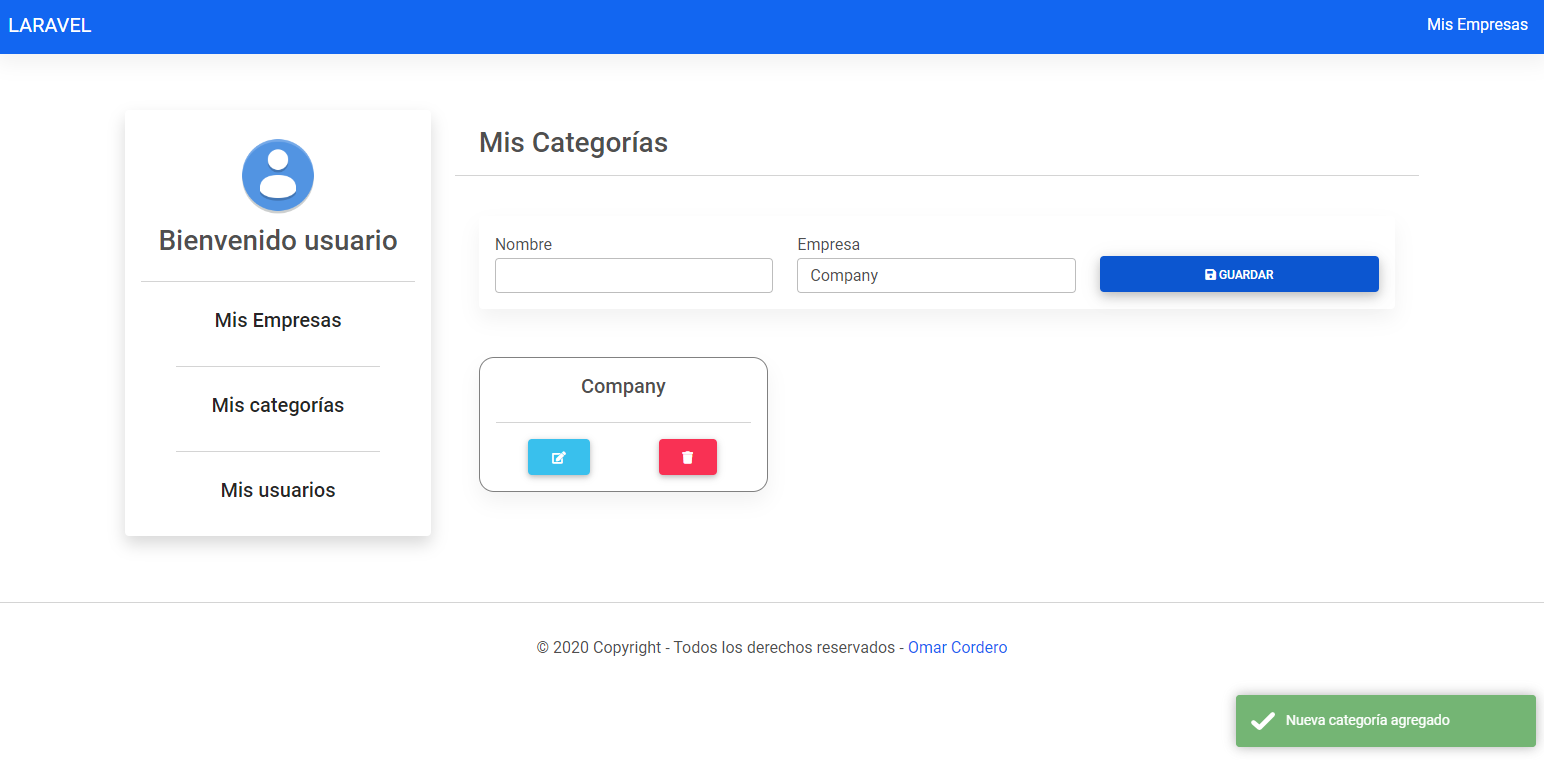 LARAVEL
Mis Empresas
Bienvenido usuario
Mis Empresas
Mis categorías
Mis usuarios
Mis Categorías
Nombre
Empresa
Company
GUARDAR
Company
© 2020 Copyright - Todos los derechos reservados - Omar Cordero
Nueva categoría agregado